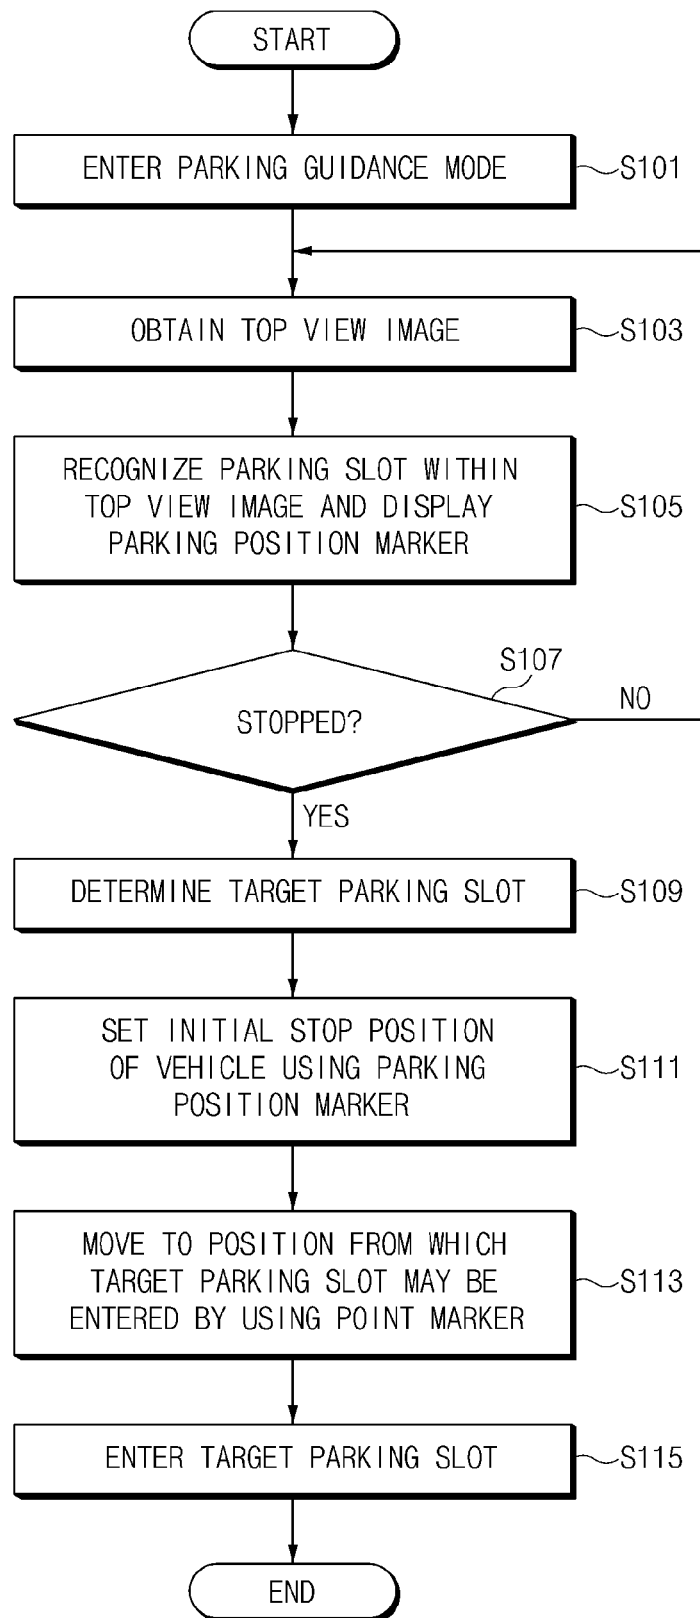 START
ENTER PARKING GUIDANCE MODE
S101
OBTAIN TOP VIEW IMAGE
S103
RECOGNIZE PARKING SLOT WITHIN
TOP VIEW IMAGE AND DISPLAY
PARKING POSITION MARKER
S105
S107
STOPPED?
NO
YES
DETERMINE TARGET PARKING SLOT
S109
SET INITIAL STOP POSITION
OF VEHICLE USING PARKING
POSITION MARKER
S111
MOVE TO POSITION FROM WHICH
TARGET PARKING SLOT MAY BE
ENTERED BY USING POINT MARKER
S113
ENTER TARGET PARKING SLOT
S115
END